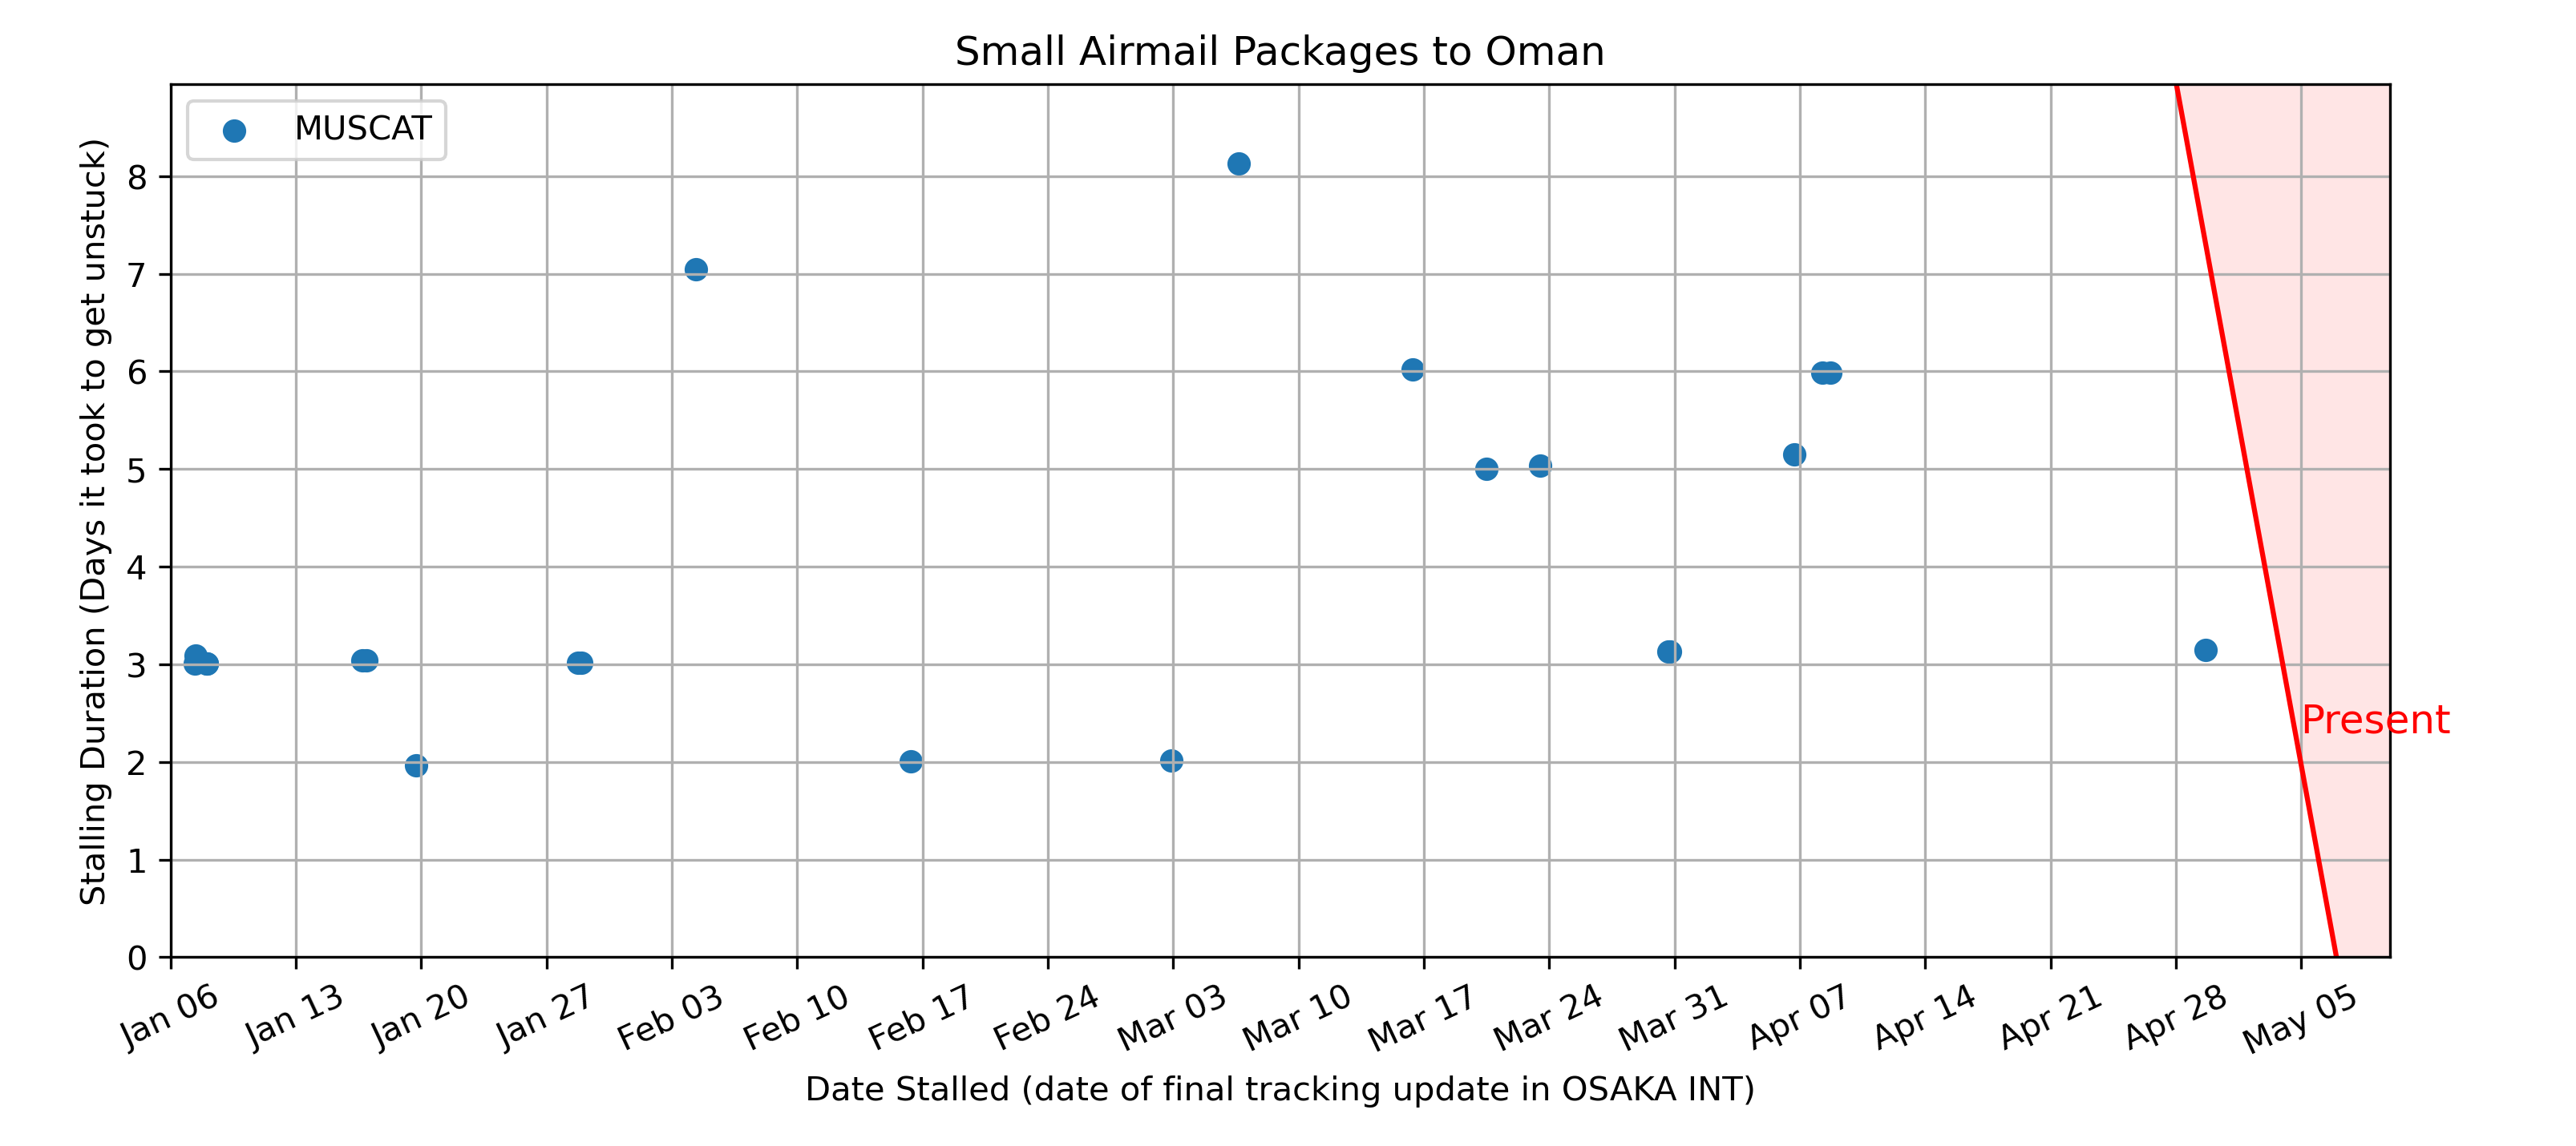 Small Airmail Packages to Oman
MUSCAT
Stalling Duration (Days it took to get unstuck)
8
7
6
5
4
3
2
1
0
Present
Jan 06 Jan 13 Jan 20 Jan 27 Feb 03 Feb 10 Feb 17 Feb 24 Mar 03 Mar 10 Mar 17 Mar 24 Mar 31 Apr 07 Apr 14 Apr 21 Apr 28 May 05
Date Stalled (date of final tracking update in OSAKA INT)